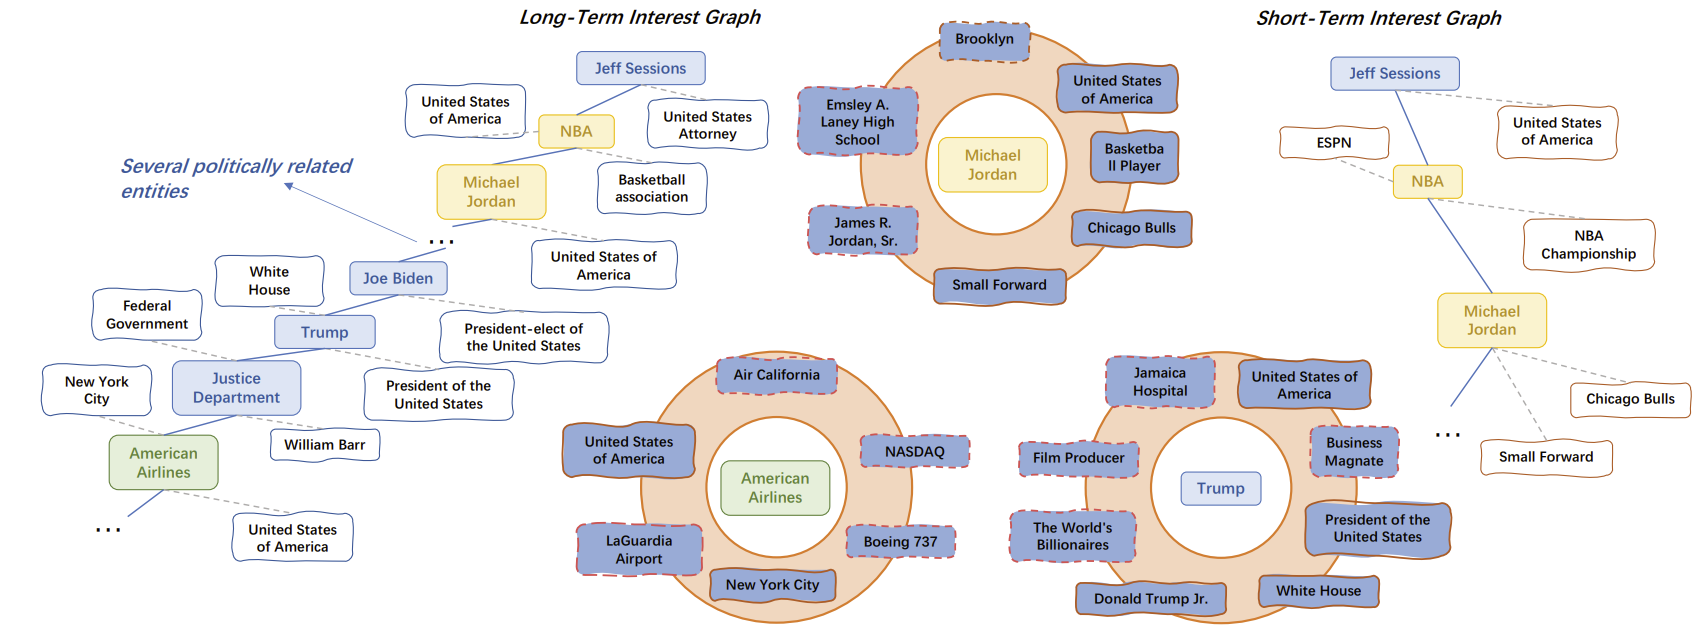 Long-Term Interest Graph
Short-Term Interest Graph
Jeff Sessions
United States
of America
United States
Attorney
NBA
Michael
Jordan
Basketball
association
Several politically related
entities
...
United States of
America
Joe Biden
White
House
Federal
Government
Trump
President-elect of
the United States
Justice
Department
President of the
United States
New York
City
William Barr
American
Airlines
...
United States
of America
Brooklyn
United States
of America
Emsley A.
Laney High
School
Michael
Jordan
Basketba
ll Player
James R.
Jordan, Sr.
Chicago Bulls
Small Forward
Air California
United States
of America
NASDAQ
American
Airlines
LaGuardia
Airport
Boeing 737
New York City
Jamaica
Hospital
United States of
America
Film Producer
Business
Magnate
Trump
The World's
Billionaires
President of the
United States
Donald Trump Jr.
White House
Jeff Sessions
United States
of America
ESPN
NBA
NBA
Championship
Michael
Jordan
Chicago Bulls
...
Small Forward